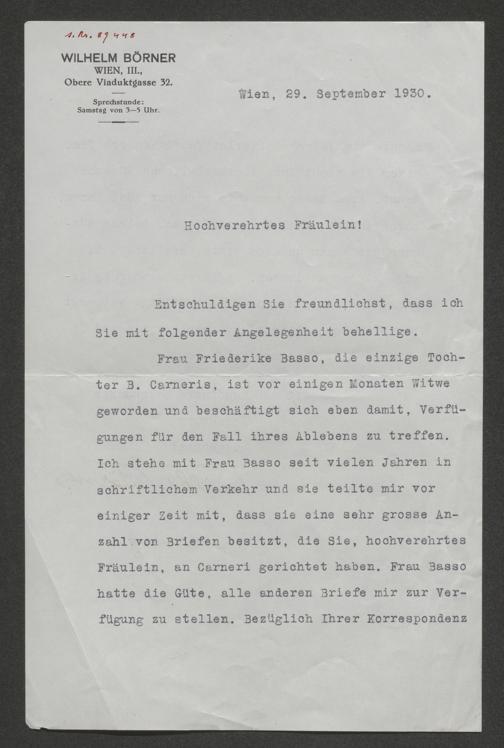 s. Nr. 89448
WILHELM BÖRNER
WIEN, III.,
Obere Viaduktgasse 32.
Sprechstunde:
Samstag von 3—5 Uhr.
Wien, 29. September 1930.
Hochverehrtes Fräulein!
Entschuldigen Sie freundlichst, dass ich
Sie mit folgender Angelegenheit behellige.
Frau Friederike Basso, die einzige Toch-
ter B. Carneris, ist vor einigen Monaten Witwe
geworden und beschäftigt sich eben damit, Verfü-
gungen für den Fall ihres Ablebens zu treffen.
Ich stehe mit Frau Basso seit vielen Jahren in
schriftlichem Verkehr und sie teilte mir vor
einiger Zeit mit, dass sie eine sehr grosse An-
zahl von Briefen besitzt, die Sie, hochverehrtes
Fräulein, an Carneri gerichtet haben. Frau Basso
hatte die Güte, alle anderen Briefe mir zur Ver-
fügung zu stellen. Bezüglich Ihrer Korrespondenz